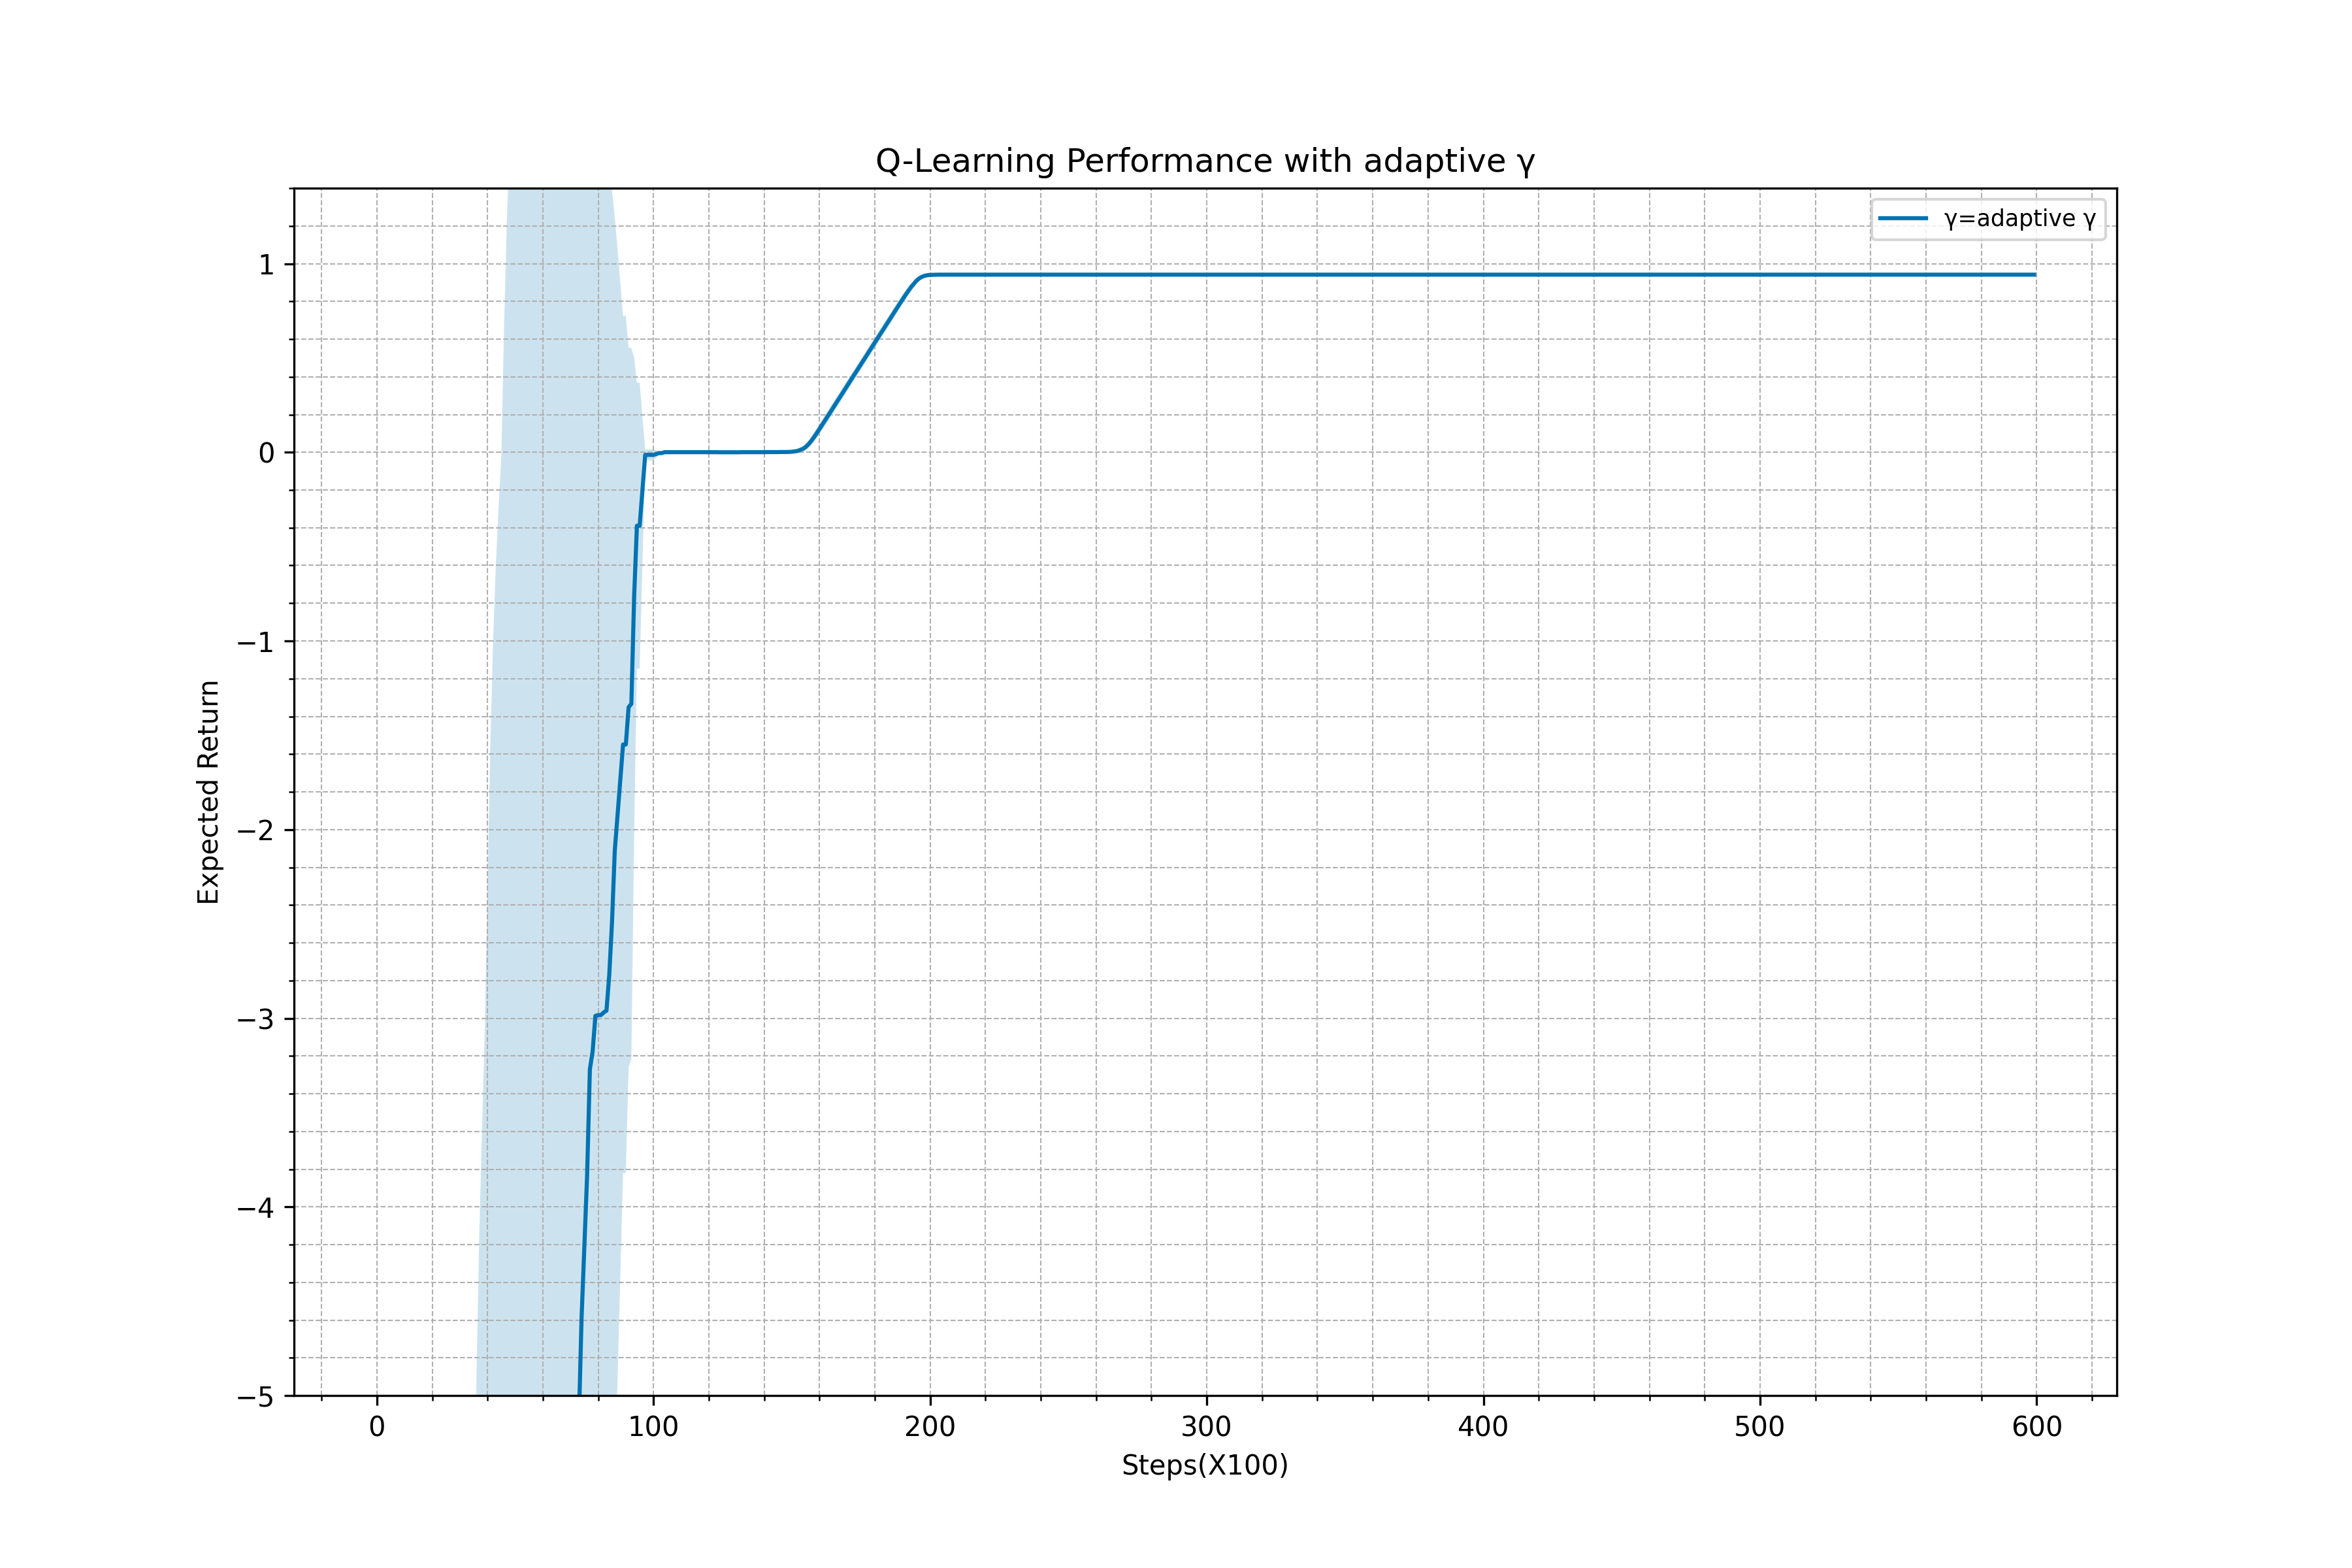 Q-Learning Performance with adaptive γ
γ=adaptive γ
Expected Return
1
0
−1
−2
−3
−4
−5
0 100 200 300 400 500 600
Steps(X100)